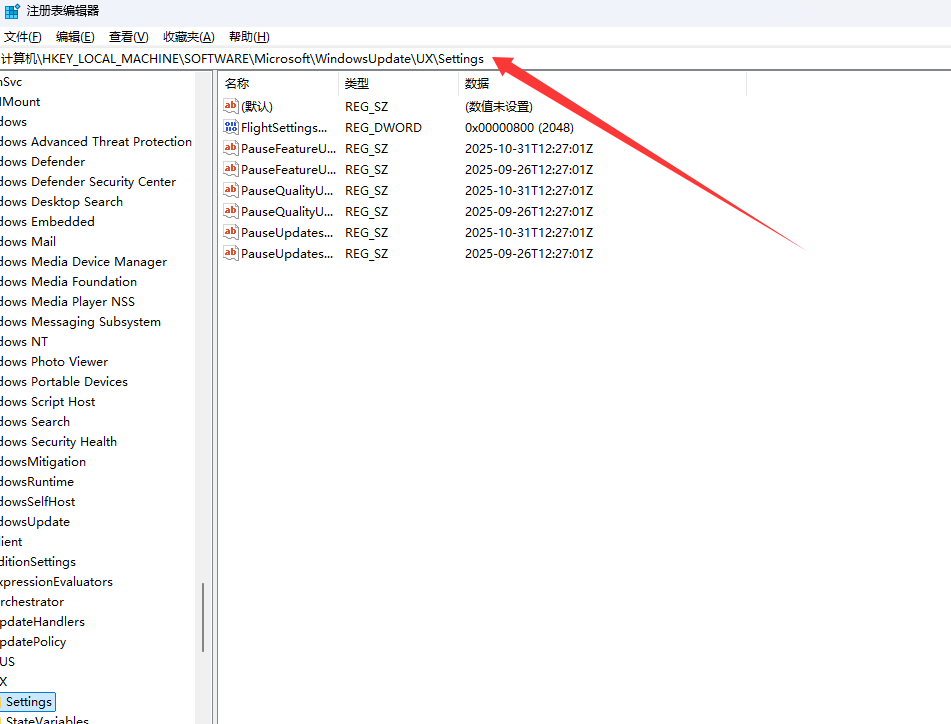 注册表编辑器
文件(F) 编辑(E) 查看(V) 收藏夹(A) 帮助(H)
计算机\HKEY_LOCAL_MACHINE\SOFTWARE\Microsoft\WindowsUpdate\UX\Settings
nSvc
IMount
dows
dows Advanced Threat Protection
dows Defender
dows Defender Security Center
dows Desktop Search
dows Embedded
dows Mail
dows Media Device Manager
dows Media Foundation
dows Media Player NSS
dows Messaging Subsystem
dows NT
dows Photo Viewer
dows Portable Devices
dows Script Host
dows Search
dows Security Health
dowsMitigation
dowsRuntime
dowsSelfHost
dowsUpdate
lient
ditionSettings
xpressionEvaluators
rchestrator
pdateHandlers
pdatePolicy
US
X
Settings
StateVariables
名称 类型 数据
(默认) REG_SZ (数值未设置)
FlightSettings... REG_DWORD 0x00000800 (2048)
PauseFeatureU... REG_SZ 2025-10-31T12:27:01Z
PauseFeatureU... REG_SZ 2025-09-26T12:27:01Z
PauseQualityU... REG_SZ 2025-10-31T12:27:01Z
PauseQualityU... REG_SZ 2025-09-26T12:27:01Z
PauseUpdates... REG_SZ 2025-10-31T12:27:01Z
PauseUpdates... REG_SZ 2025-09-26T12:27:01Z